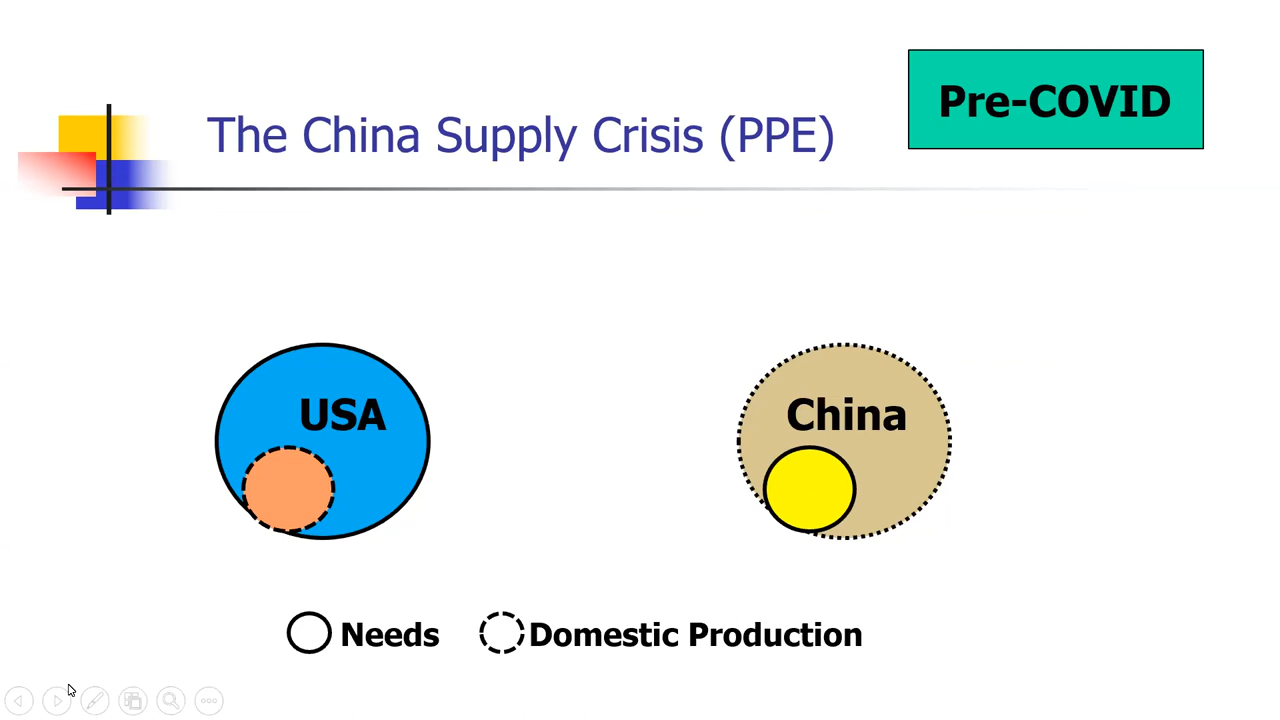 Pre-COVID
The China Supply Crisis (PPE)
USA
China
Needs
Domestic Production